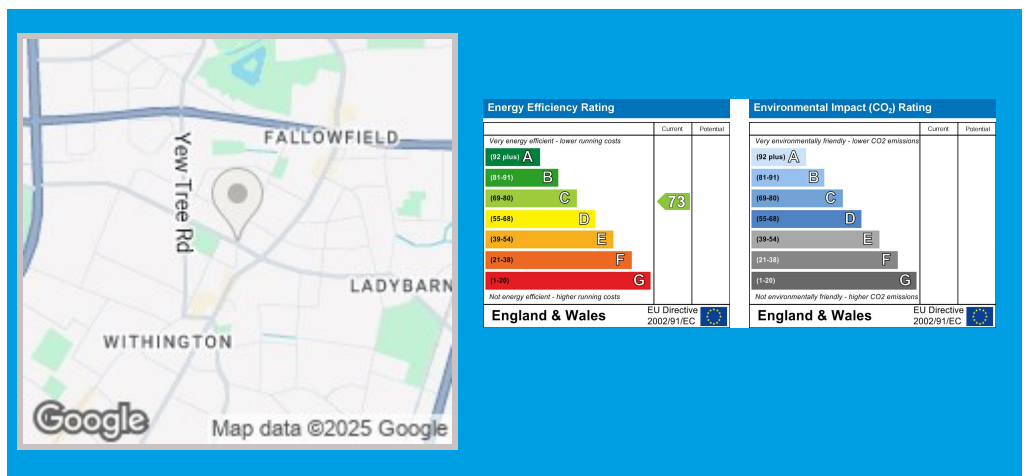 Yew Tree Rd
FALLOWFIELD
LADYBARN
WITHINGTON
Google
Map data ©2025 Google
Energy Efficiency Rating
Current
Potential
Very energy efficient - lower running costs
(92 plus) A
(81-91) B
(69-80) C
73
(55-68) D
(39-54) E
(21-38) F
(1-20) G
Not energy efficient - higher running costs
England & Wales
EU Directive
2002/91/EC
Environmental Impact (CO2) Rating
Current
Potential
Very environmentally friendly - lower CO2 emissions
(92 plus) A
(81-91) B
(69-80) C
(55-68) D
(39-54) E
(21-38) F
(1-20) G
Not environmentally friendly - higher CO2 emissions
England & Wales
EU Directive
2002/91/EC